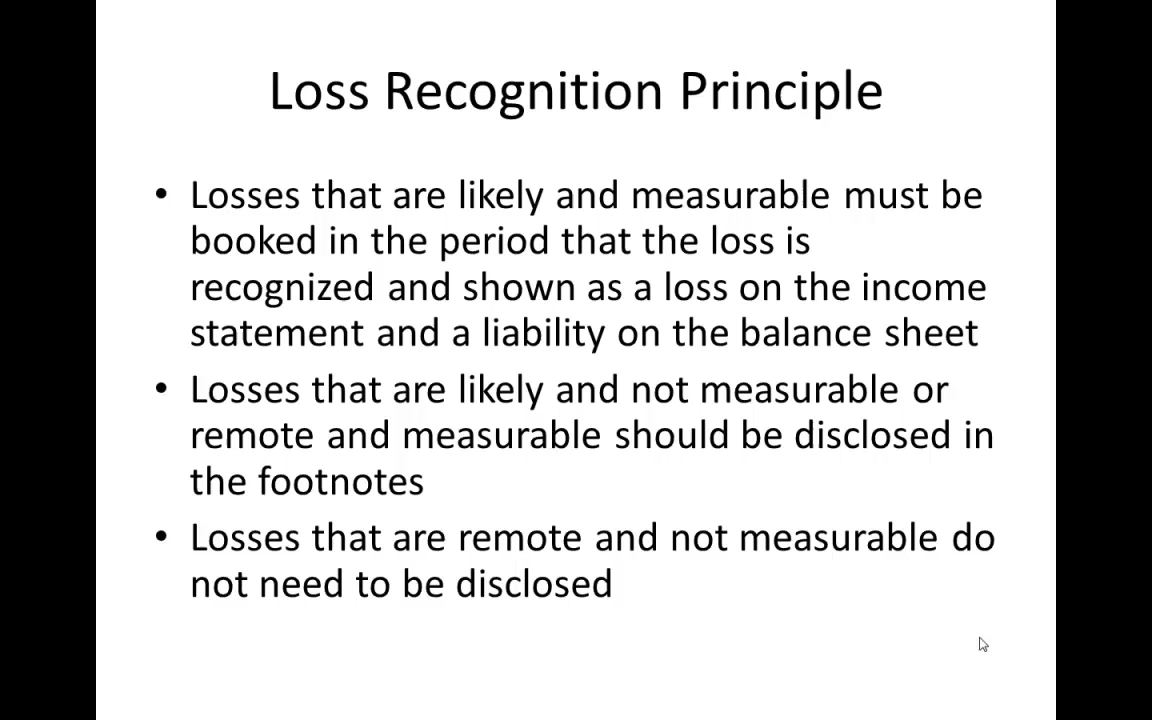 Loss Recognition Principle
• Losses that are likely and measurable must be
booked in the period that the loss is
recognized and shown as a loss on the income
statement and a liability on the balance sheet
• Losses that are likely and not measurable or
remote and measurable should be disclosed in
the footnotes
• Losses that are remote and not measurable do
not need to be disclosed